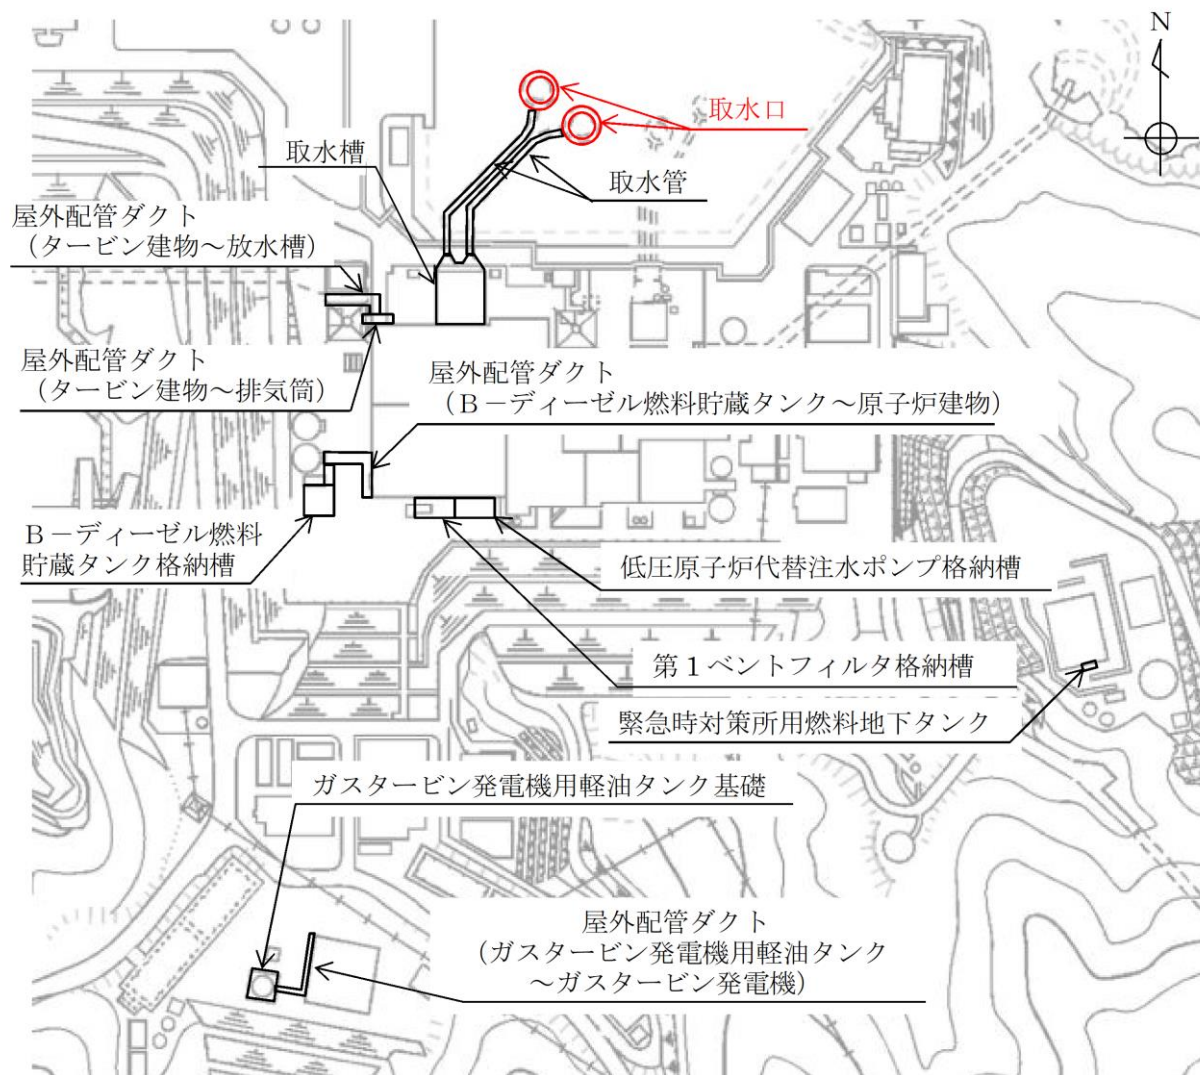 N
取水口
取水槽
取水管
屋外配管ダクト
(タービン建物~放水槽)
屋外配管ダクト
(タービン建物~排気筒)
屋外配管ダクト
(B-ディーゼル燃料貯蔵タンク~原子炉建物)
B-ディーゼル燃料
貯蔵タンク格納槽
低圧原子炉代替注水ポンプ格納槽
第1ベントフィルタ格納槽
緊急時対策所用燃料地下タンク
ガスタービン発電機用軽油タンク基礎
屋外配管ダクト
(ガスタービン発電機用軽油タンク
~ガスタービン発電機)